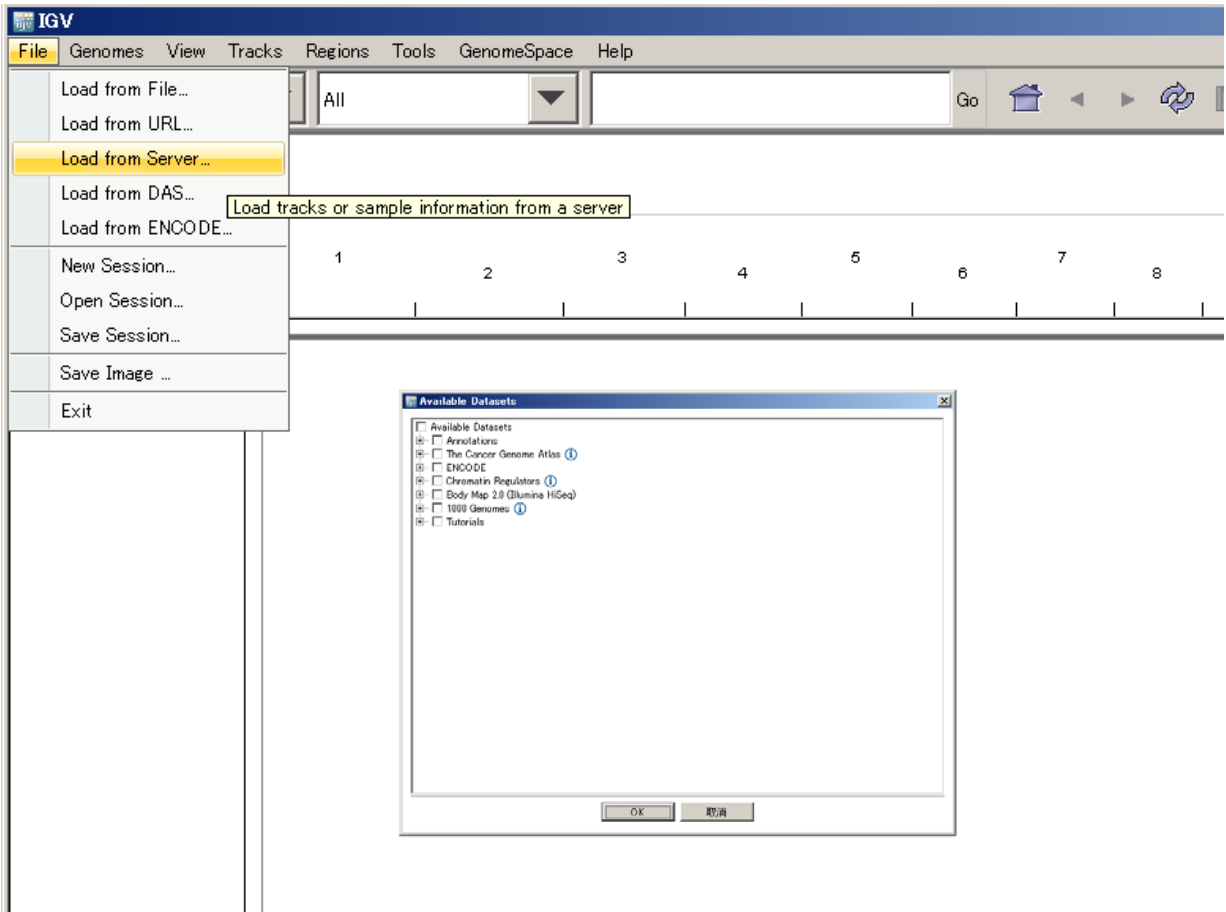 IGV
File Genomes View Tracks Regions Tools GenomeSpace Help
All Go
Load from File...
Load from URL...
Load from Server...
Load from DAS...
Load tracks or sample information from a server
Load from ENCODE...
New Session...
Open Session...
Save Session...
Save Image ...
Exit
1 2 3 4 5 6 7 8
Available Datasets
Available Datasets
Annotations
The Cancer Genome Atlas
ENCODE
Chromatin Regulators
Body Map 2.0 (Illumina HiSeq)
1000 Genomes
Tutorials
OK 取消